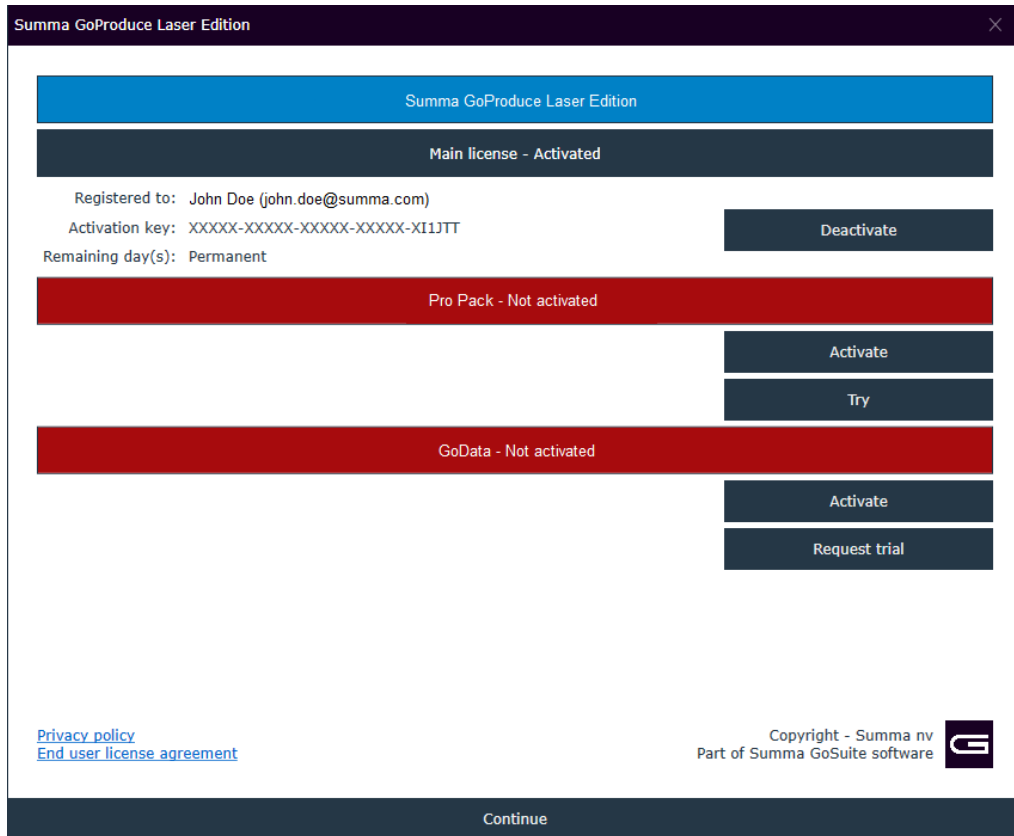 Summa GoProduce Laser Edition
Summa GoProduce Laser Edition
Main license - Activated
Registered to: John Doe (john.doe@summa.com)
Activation key: XXXXX-XXXXX-XXXXX-XXXXX-XI1JTT
Deactivate
Remaining day(s): Permanent
Pro Pack - Not activated
Activate
Try
GoData - Not activated
Activate
Request trial
Privacy policy
End user license agreement
Copyright - Summa nv
Part of Summa GoSuite software
Continue